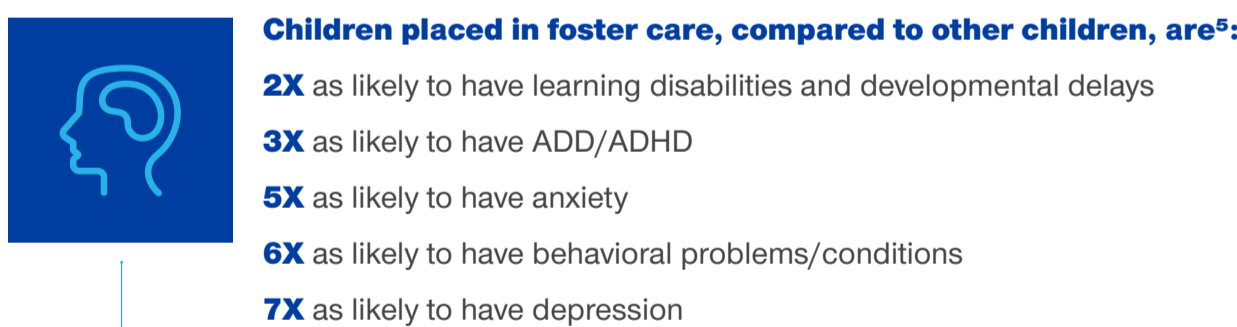 Children placed in foster care, compared to other children, are⁵:
2X as likely to have learning disabilities and developmental delays
3X as likely to have ADD/ADHD
5X as likely to have anxiety
6X as likely to have behavioral problems/conditions
7X as likely to have depression